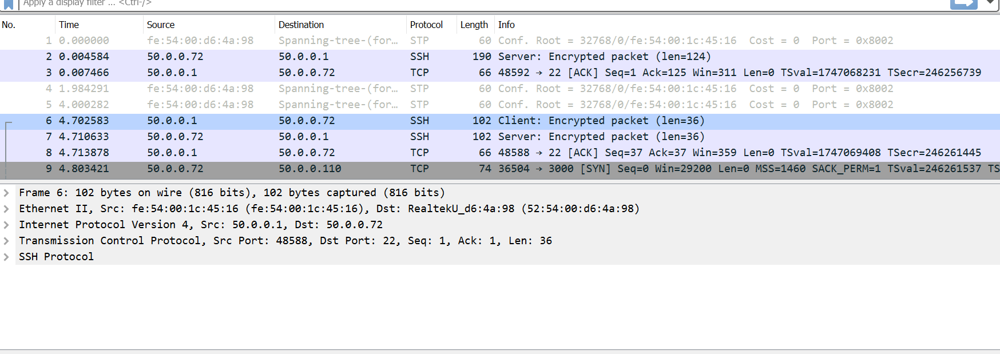 Apply a display filter ... <Ctrl-/>
No. Time Source Destination Protocol Length Info
1 0.000000 fe:54:00:d6:4a:98 Spanning-tree-(for… STP 60 Conf. Root = 32768/0/fe:54:00:1c:45:16 Cost = 0 Port = 0x8002
2 0.004584 50.0.0.72 50.0.0.1 SSH 190 Server: Encrypted packet (len=124)
3 0.007466 50.0.0.1 50.0.0.72 TCP 66 48592 → 22 [ACK] Seq=1 Ack=125 Win=311 Len=0 TSval=1747068231 TSecr=246256739
4 1.984291 fe:54:00:d6:4a:98 Spanning-tree-(for… STP 60 Conf. Root = 32768/0/fe:54:00:1c:45:16 Cost = 0 Port = 0x8002
5 4.000282 fe:54:00:d6:4a:98 Spanning-tree-(for… STP 60 Conf. Root = 32768/0/fe:54:00:1c:45:16 Cost = 0 Port = 0x8002
6 4.702583 50.0.0.1 50.0.0.72 SSH 102 Client: Encrypted packet (len=36)
7 4.710633 50.0.0.72 50.0.0.1 SSH 102 Server: Encrypted packet (len=36)
8 4.713878 50.0.0.1 50.0.0.72 TCP 66 48588 → 22 [ACK] Seq=37 Ack=37 Win=359 Len=0 TSval=1747069408 TSecr=246261445
9 4.803421 50.0.0.72 50.0.0.110 TCP 74 36504 → 3000 [SYN] Seq=0 Win=29200 Len=0 MSS=1460 SACK_PERM=1 TSval=246261537 TS
Frame 6: 102 bytes on wire (816 bits), 102 bytes captured (816 bits)
Ethernet II, Src: fe:54:00:1c:45:16 (fe:54:00:1c:45:16), Dst: RealtekU_d6:4a:98 (52:54:00:d6:4a:98)
Internet Protocol Version 4, Src: 50.0.0.1, Dst: 50.0.0.72
Transmission Control Protocol, Src Port: 48588, Dst Port: 22, Seq: 1, Ack: 1, Len: 36
SSH Protocol